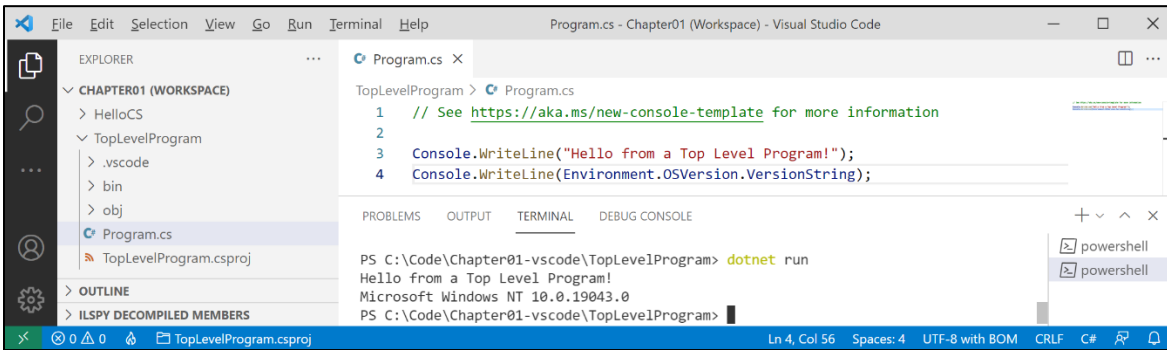 File Edit Selection View Go Run Terminal Help Program.cs - Chapter01 (Workspace) - Visual Studio Code
EXPLORER
CHAPTER01 (WORKSPACE)
HelloCS
TopLevelProgram
.vscode
bin
obj
Program.cs
TopLevelProgram.csproj
OUTLINE
ILSPY DECOMPILED MEMBERS
Program.cs
TopLevelProgram > Program.cs
1 // See https://aka.ms/new-console-template for more information
2
3 Console.WriteLine("Hello from a Top Level Program!");
4 Console.WriteLine(Environment.OSVersion.VersionString);
PROBLEMS OUTPUT TERMINAL DEBUG CONSOLE
PS C:\Code\Chapter01-vscode\TopLevelProgram> dotnet run
Hello from a Top Level Program!
Microsoft Windows NT 10.0.19043.0
PS C:\Code\Chapter01-vscode\TopLevelProgram>
powershell
powershell
0 0 TopLevelProgram.csproj Ln 4, Col 56 Spaces: 4 UTF-8 with BOM CRLF C#